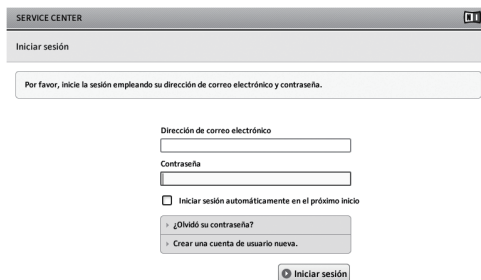 SERVICE CENTER
Iniciar sesión
Por favor, inicie la sesión empleando su dirección de correo electrónico y contraseña.
Dirección de correo electrónico
Contraseña
Iniciar sesión automáticamente en el próximo inicio
¿Olvidó su contraseña?
Crear una cuenta de usuario nueva.
Iniciar sesión